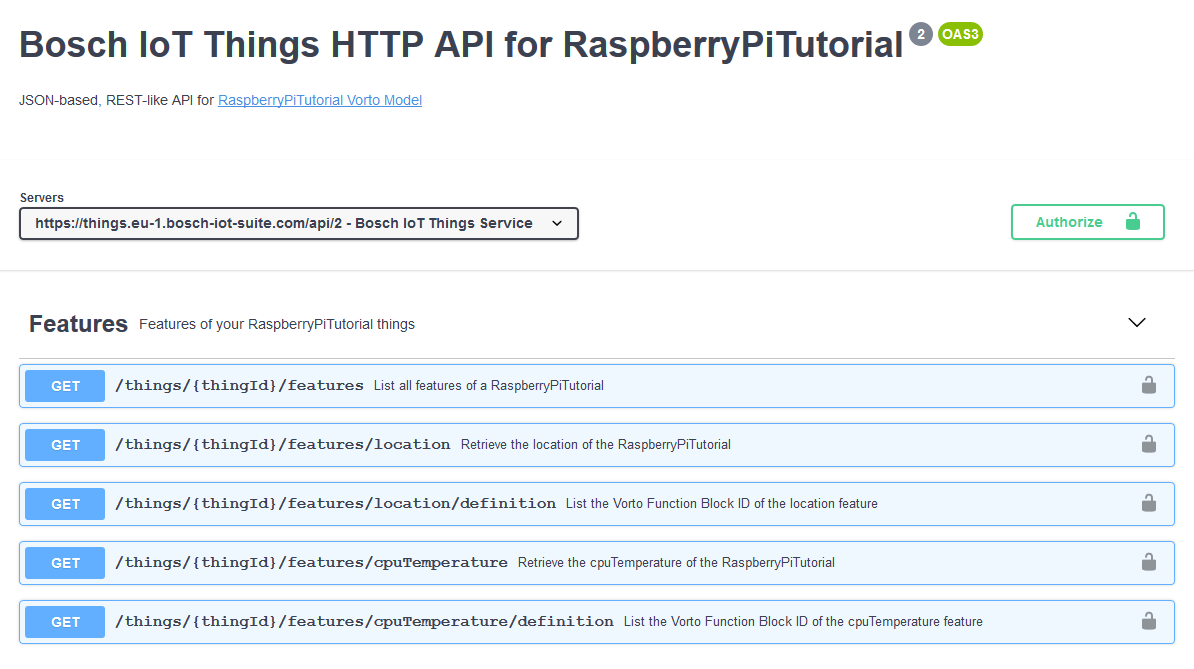 Bosch IoT Things HTTP API for RaspberryPiTutorial 2 OAS3
JSON-based, REST-like API for RaspberryPiTutorial Vorto Model
Servers
https://things.eu-1.bosch-iot-suite.com/api/2 - Bosch IoT Things Service
Authorize
Features Features of your RaspberryPiTutorial things
GET /things/{thingId}/features List all features of a RaspberryPiTutorial
GET /things/{thingId}/features/location Retrieve the location of the RaspberryPiTutorial
GET /things/{thingId}/features/location/definition List the Vorto Function Block ID of the location feature
GET /things/{thingId}/features/cpuTemperature Retrieve the cpuTemperature of the RaspberryPiTutorial
GET /things/{thingId}/features/cpuTemperature/definition List the Vorto Function Block ID of the cpuTemperature feature